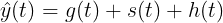 ŷ(t) = g(t) + s(t) + h(t)